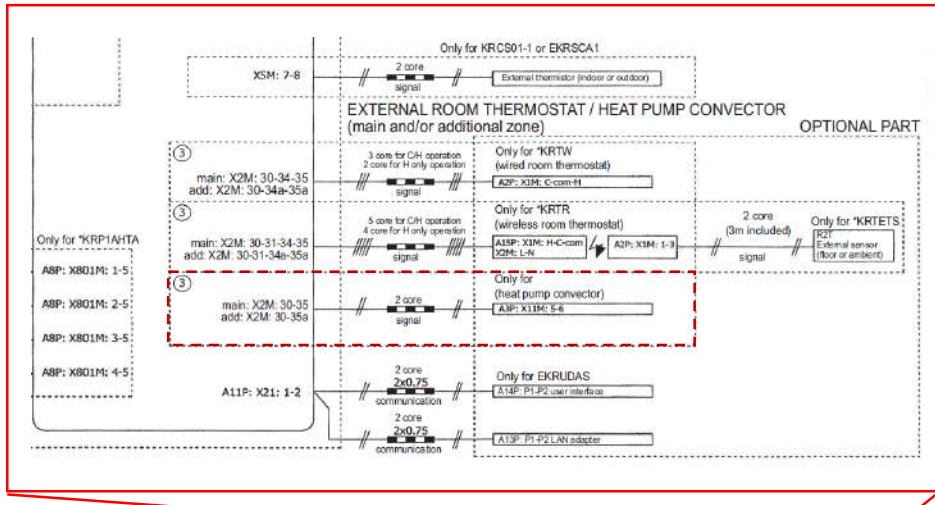 Only for KRCS01-1 or EKRSCA1
X5M: 7-8
2 core
signal
External thermistor (indoor or outdoor)
EXTERNAL ROOM THERMOSTAT / HEAT PUMP CONVECTOR
(main and/or additional zone)
OPTIONAL PART
3
main: X2M: 30-34-35
add: X2M: 30-34a-35a
3 core for C/H operation
2 core for H only operation
signal
Only for *KRTW
(wired room thermostat)
A2P: X1M: C-com-H
3
main: X2M: 30-31-34-35
add: X2M: 30-31-34a-35a
5 core for C/H operation
4 core for H only operation
signal
Only for *KRTR
(wireless room thermostat)
A15P: X1M: H-C-com
X2M: L-N
A2P: X1M: 1-3
2 core
(3m included)
signal
Only for *KRTETS
R2T
External sensor
(floor or ambient)
Only for *KRP1AHTA
A8P: X801M: 1-5
A8P: X801M: 2-5
A8P: X801M: 3-5
A8P: X801M: 4-5
3
main: X2M: 30-35
add: X2M: 30-35a
2 core
signal
Only for
(heat pump convector)
A3P: X11M: 5-6
A11P: X21: 1-2
2 core
2x0.75
communication
Only for EKRUDAS
A14P: P1-P2 user interface
2 core
2x0.75
communication
A13P: P1-P2 LAN adapter